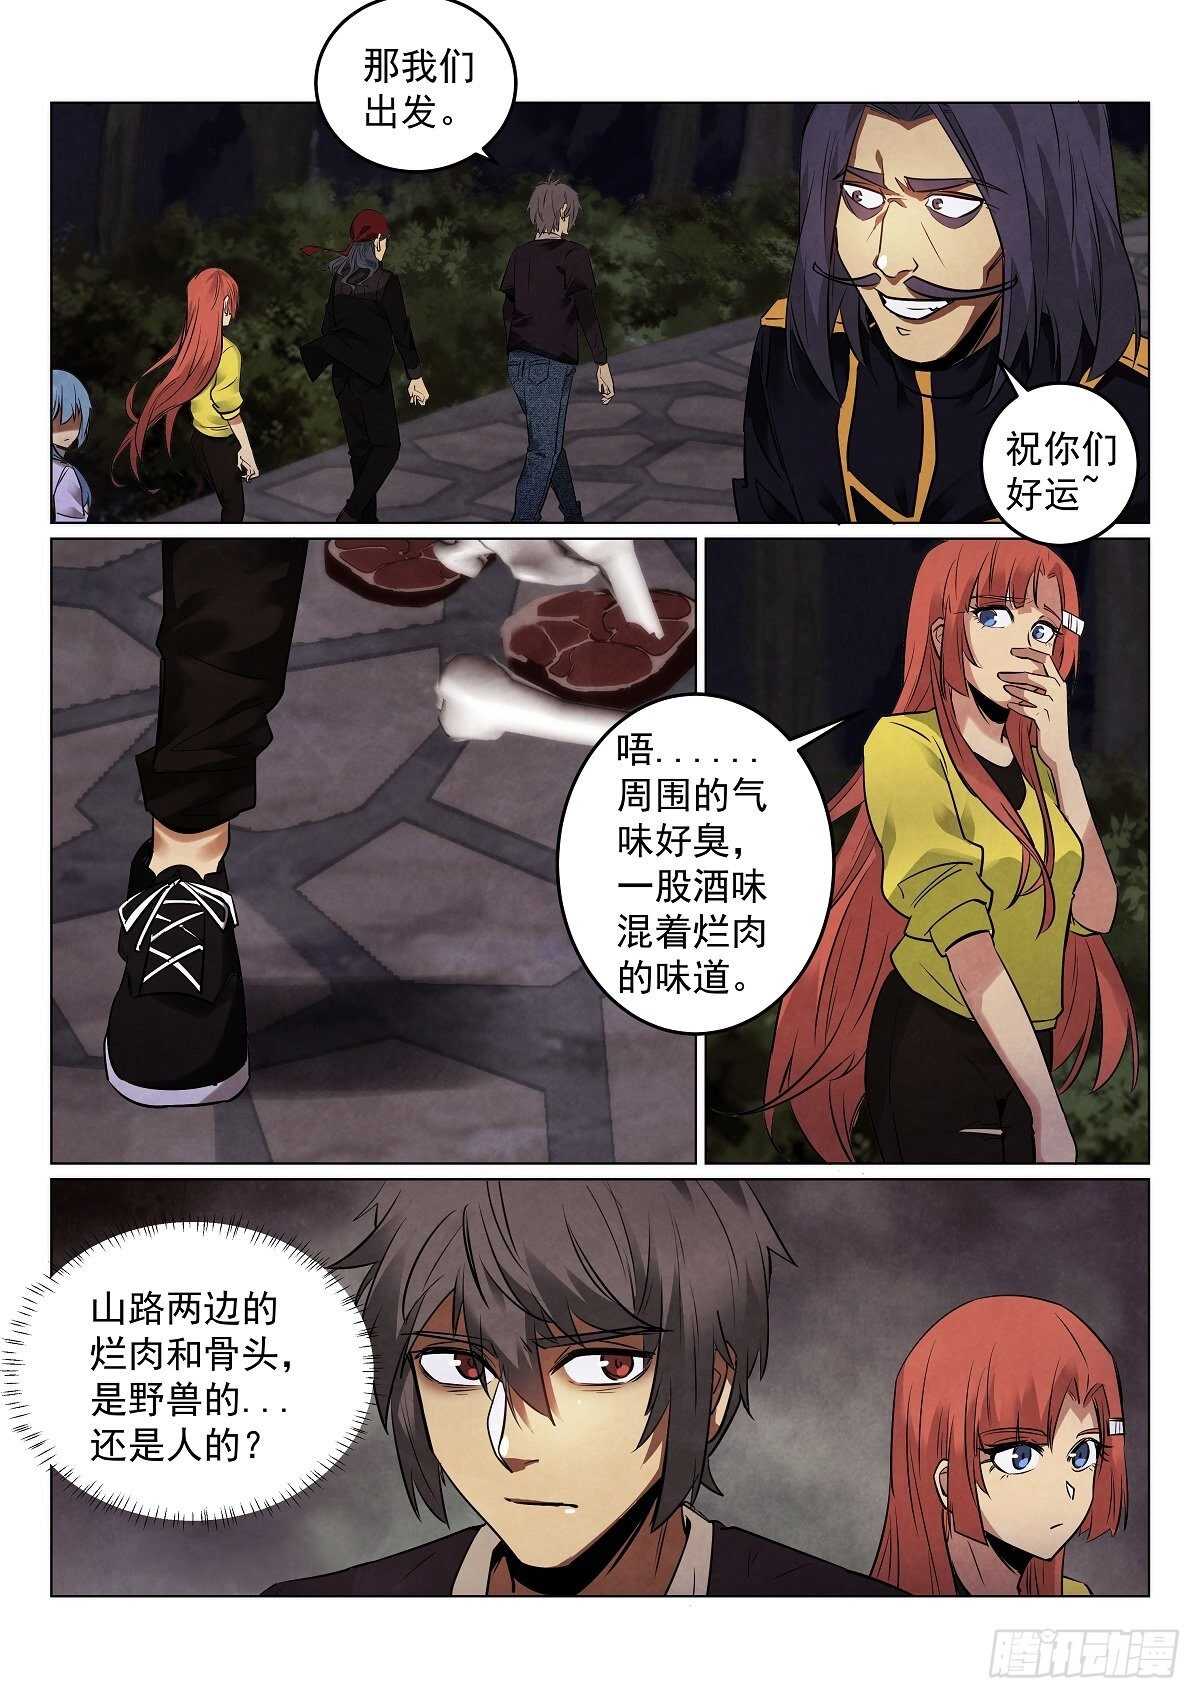 那我们
出发。
祝你们
好运~
唔......
周围的气
味好臭，
一股酒味
混着烂肉
的味道。
山路两边的
烂肉和骨头，
是野兽的...
还是人的？
腾讯动漫